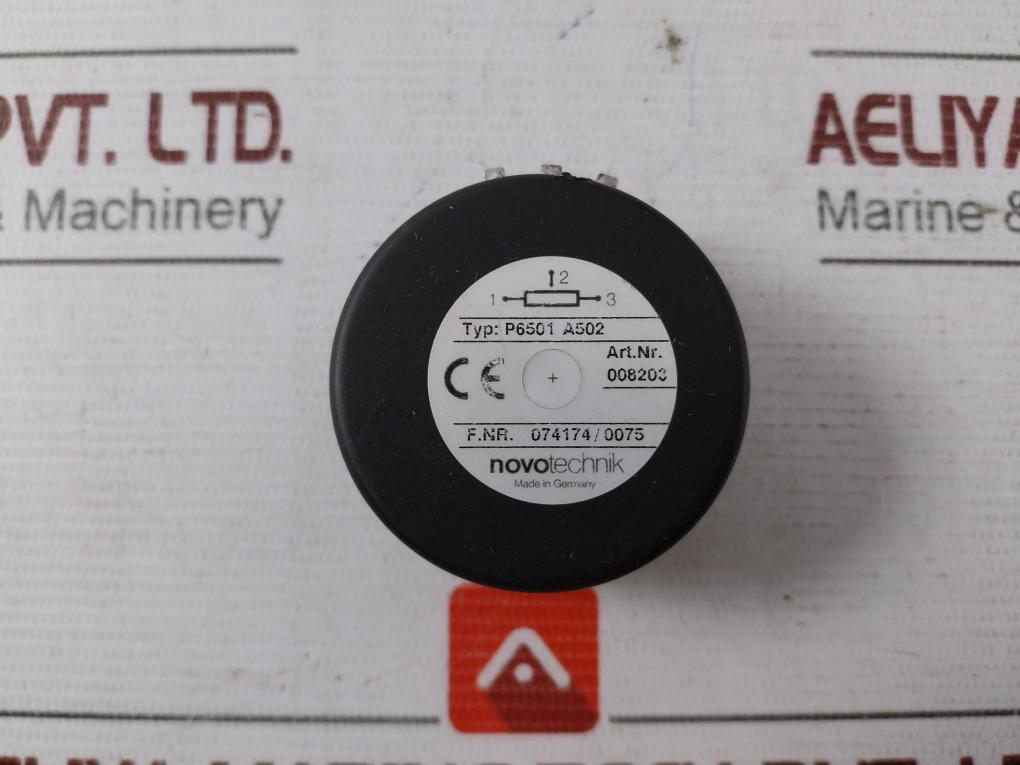 PVT. LTD.
& Machinery
AELIYA
Marine &
2
1 3
Typ: P6501 A502
Art.Nr.
008203
CE
F.NR. 074174/0075
novotechnik
Made in Germany